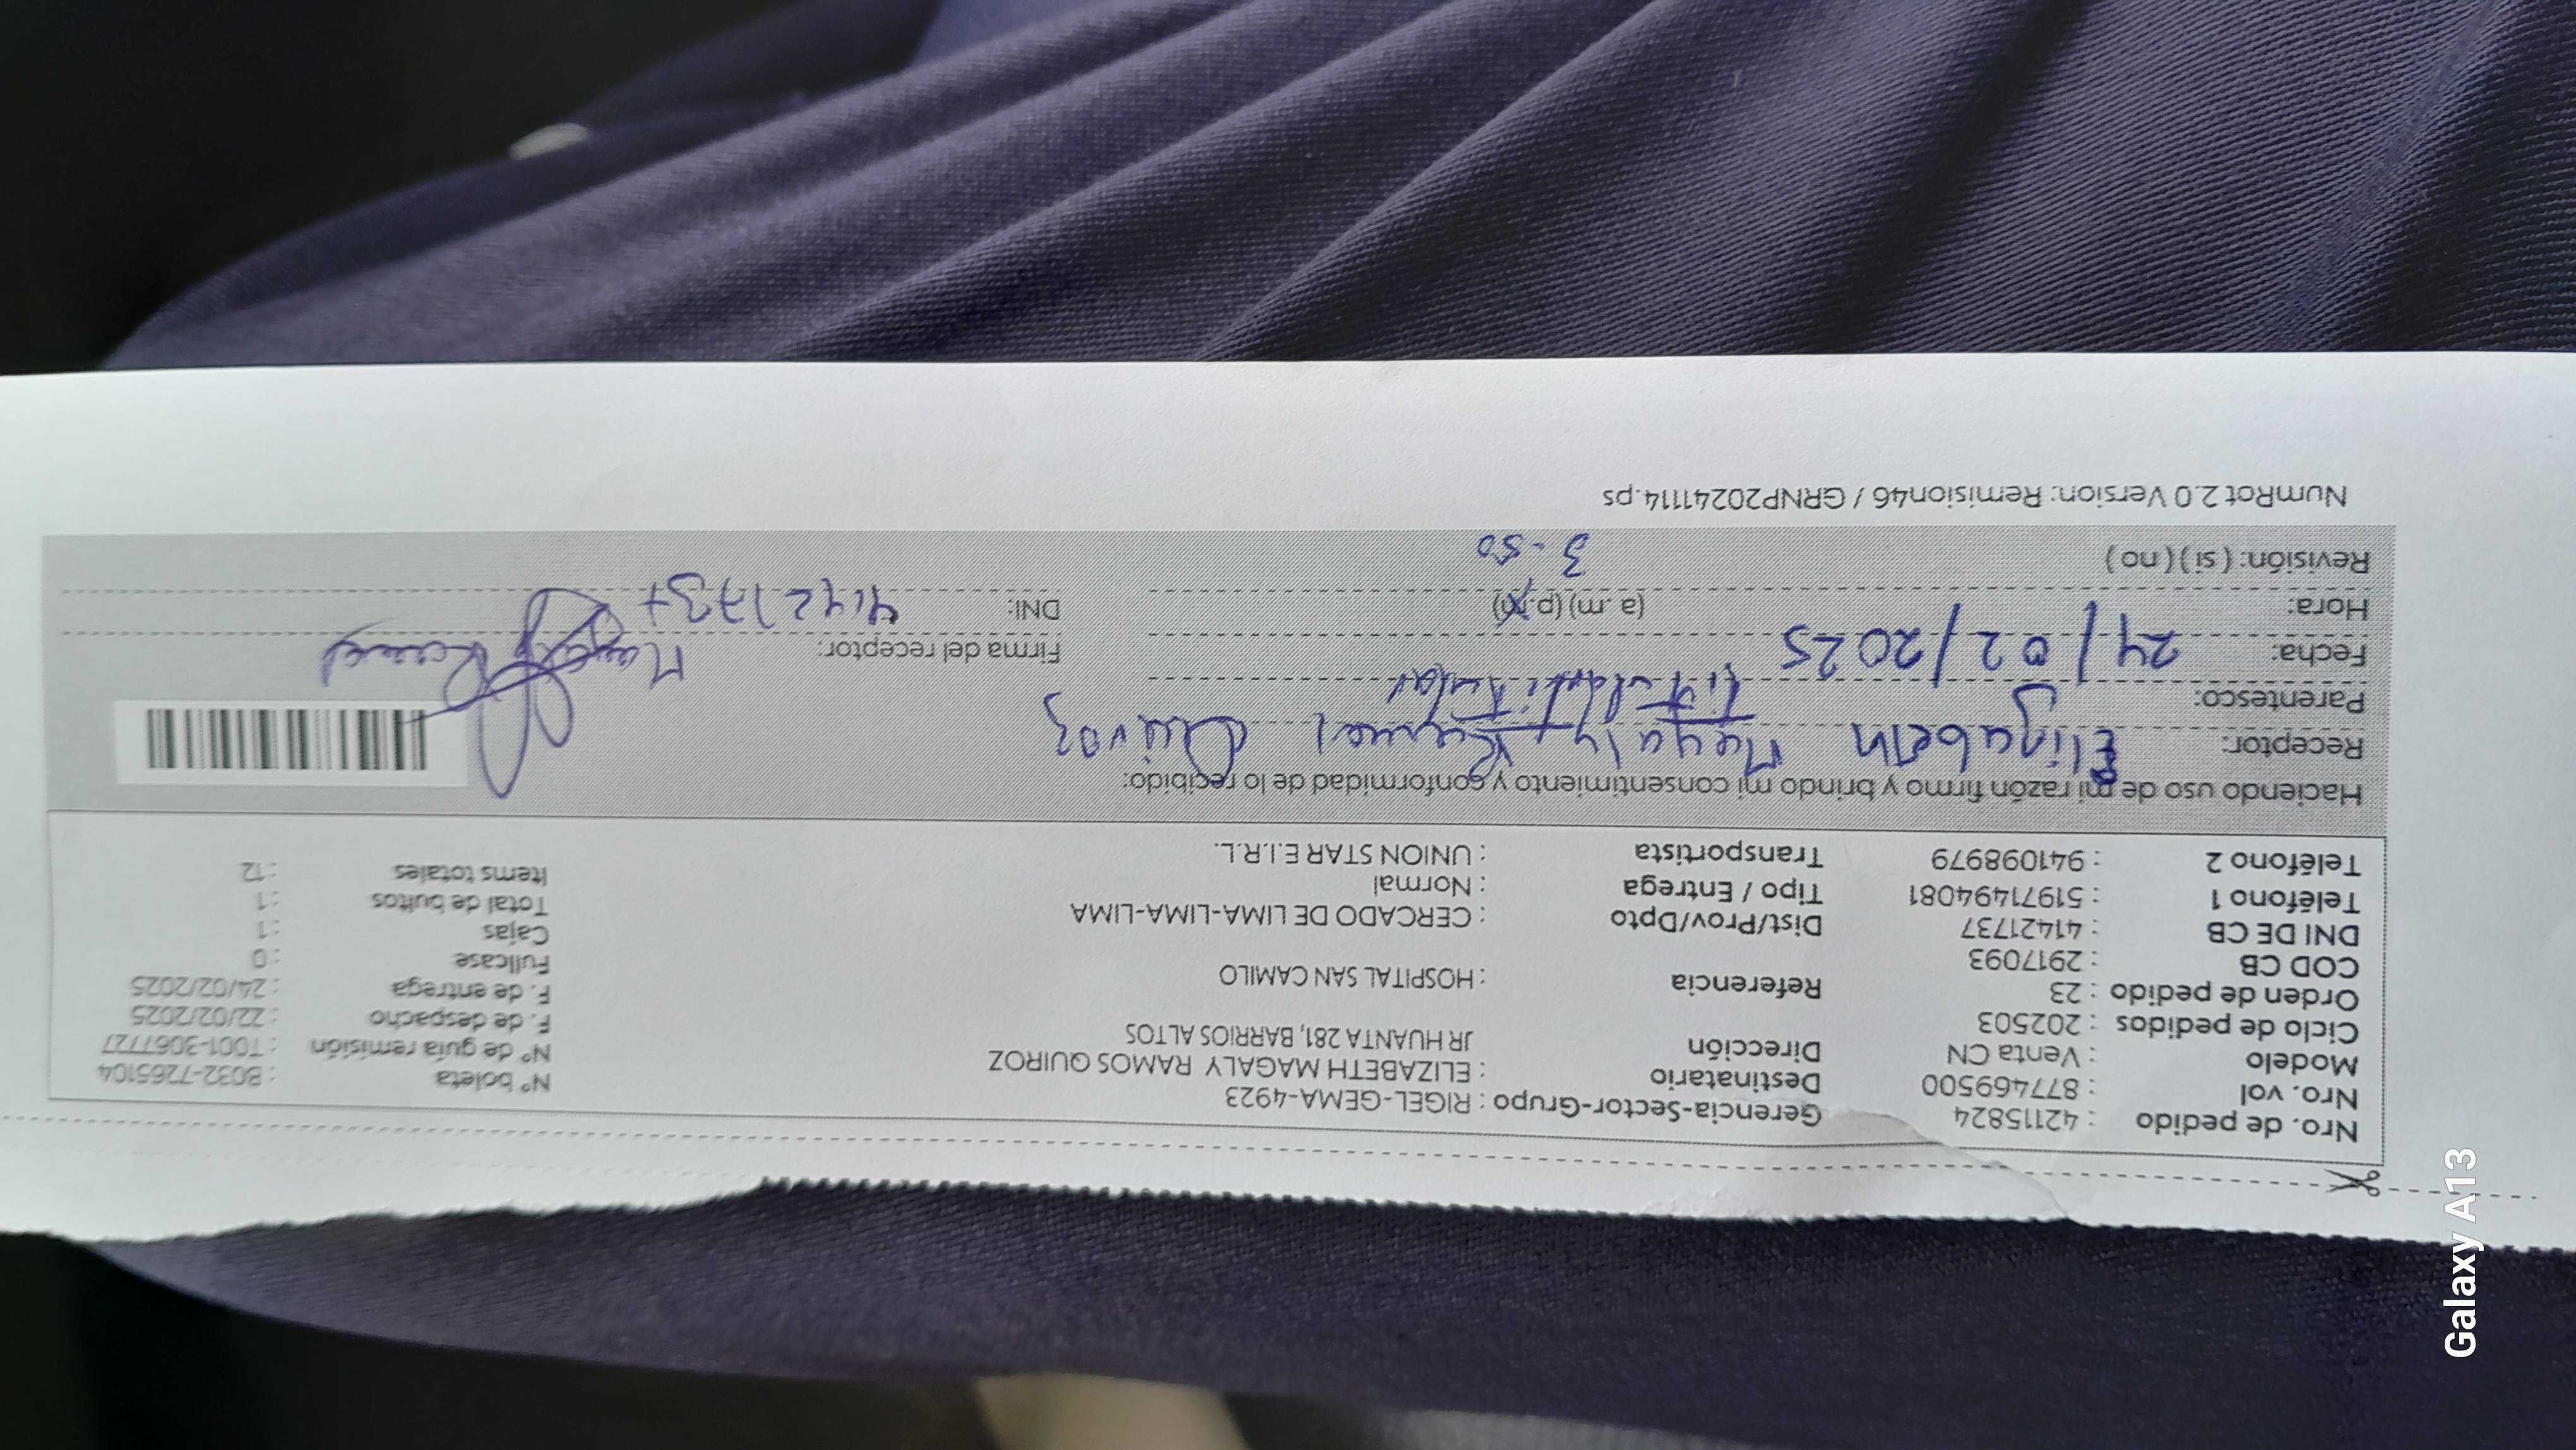 Nro. de pedido : 42115824 Gerencia-Sector-Grupo : RIGEL-GEMA-4923 N° boleta : B032-7265104
Nro. vol : 877469500 Destinatario : ELIZABETH MAGALY RAMOS QUIROZ N° de guía remisión : T001-3067727
Modelo : Venta CN Dirección JR HUANTA 281, BARRIOS ALTOS F. de despacho : 22/02/2025
Ciclo de pedidos : 202503 F. de entrega : 24/02/2025
Orden de pedido : 23 Referencia : HOSPITAL SAN CAMILO Fullcase : 0
COD CB : 2917093 Cajas : 1
DNI DE CB : 41421737 Dist/Prov/Dpto : CERCADO DE LIMA-LIMA-LIMA Total de bultos : 1
Teléfono 1 : 51971494081 Tipo / Entrega : Normal Items totales : 12
Teléfono 2 : 941098979 Transportista : UNION STAR E.I.R.L.
Haciendo uso de mi razón firmo y brindo mi consentimiento y conformidad de lo recibido:
Receptor: Elizabeth Magaly Ramos Quiroz
Parentesco: Titular
Fecha: 24/02/2025 Firma del receptor: Magaly Ramos
Hora: (a .m) (p.m) DNI: 41421737
3-50
Revisión: ( si ) ( no )
NumRot 2.0 Version: Remision46 / GRNP20241114.ps
Galaxy A13